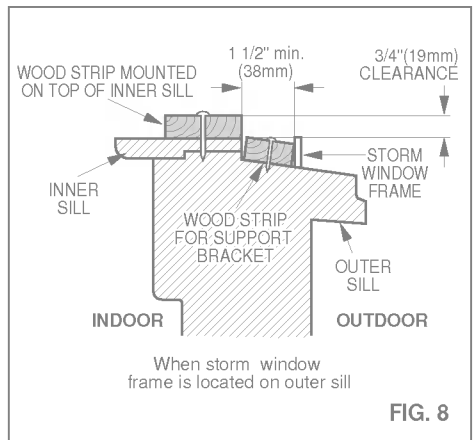 1 1/2" min.
(38mm)
3/4"(19mm)
CLEARANCE
WOOD STRIP MOUNTED
ON TOP OF INNER SILL
STORM
WINDOW
FRAME
INNER
SILL
WOOD STRIP
FOR SUPPORT
BRACKET
OUTER
SILL
INDOOR
OUTDOOR
When storm window
frame is located on outer sill
FIG. 8